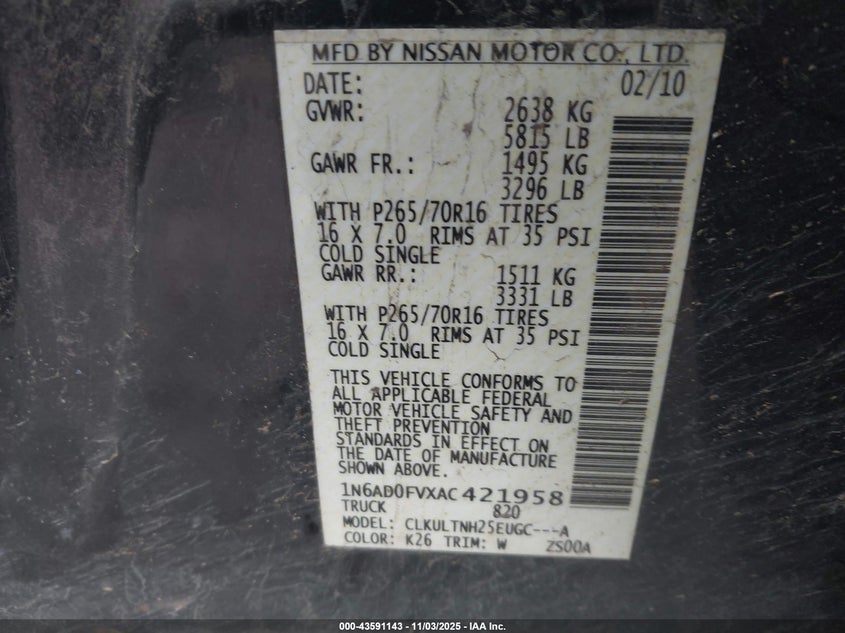 MFD BY NISSAN MOTOR CO., LTD.
DATE: 02/10
GVWR: 2638 KG
5815 LB
GAWR FR.: 1495 KG
3296 LB
WITH P265/70R16 TIRES
16 X 7.0 RIMS AT 35 PSI
COLD SINGLE
GAWR RR.: 1511 KG
3331 LB
WITH P265/70R16 TIRES
16 X 7.0 RIMS AT 35 PSI
COLD SINGLE
THIS VEHICLE CONFORMS TO
ALL APPLICABLE FEDERAL
MOTOR VEHICLE SAFETY AND
THEFT PREVENTION
STANDARDS IN EFFECT ON
THE DATE OF MANUFACTURE
SHOWN ABOVE.
1N6AD0FVXAC 421958
TRUCK 820
MODEL: CLKULTNH25EUGC---A
COLOR: K26 TRIM: W ZS00A
000-43591143 - 11/03/2025 - IAA Inc.